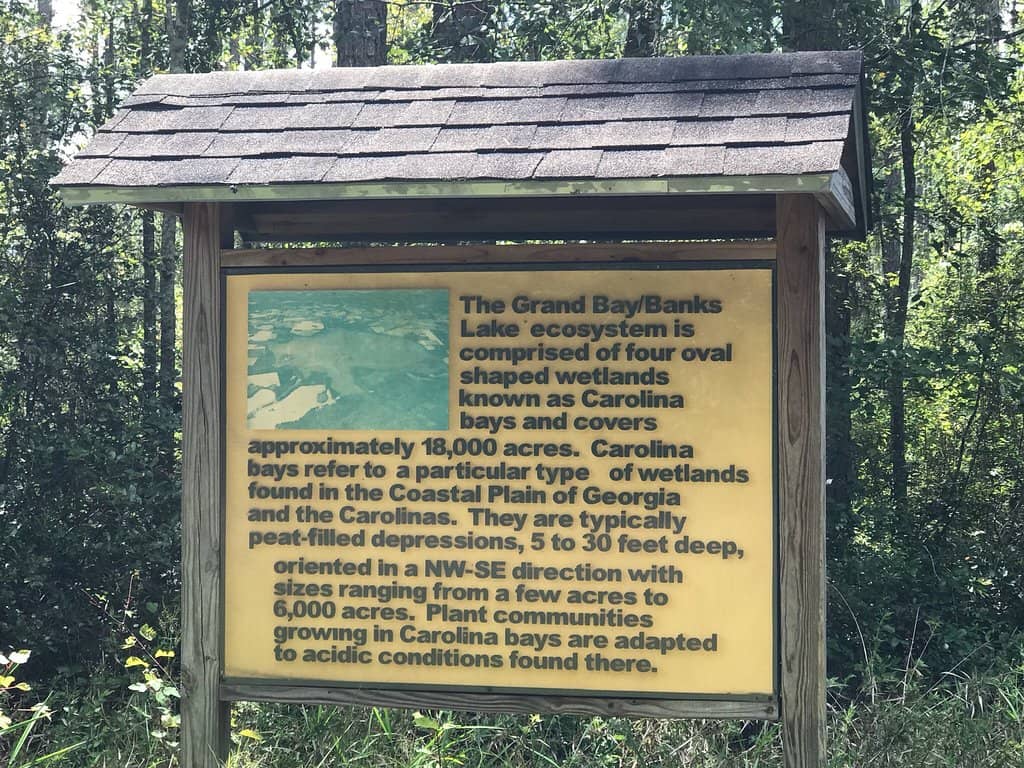 The Grand Bay/Banks
Lake ecosystem is
comprised of four oval
shaped wetlands
known as Carolina
bays and covers
approximately 18,000 acres. Carolina
bays refer to a particular type of wetlands
found in the Coastal Plain of Georgia
and the Carolinas. They are typically
peat-filled depressions, 5 to 30 feet deep,
oriented in a NW-SE direction with
sizes ranging from a few acres to
6,000 acres. Plant communities
growing in Carolina bays are adapted
to acidic conditions found there.